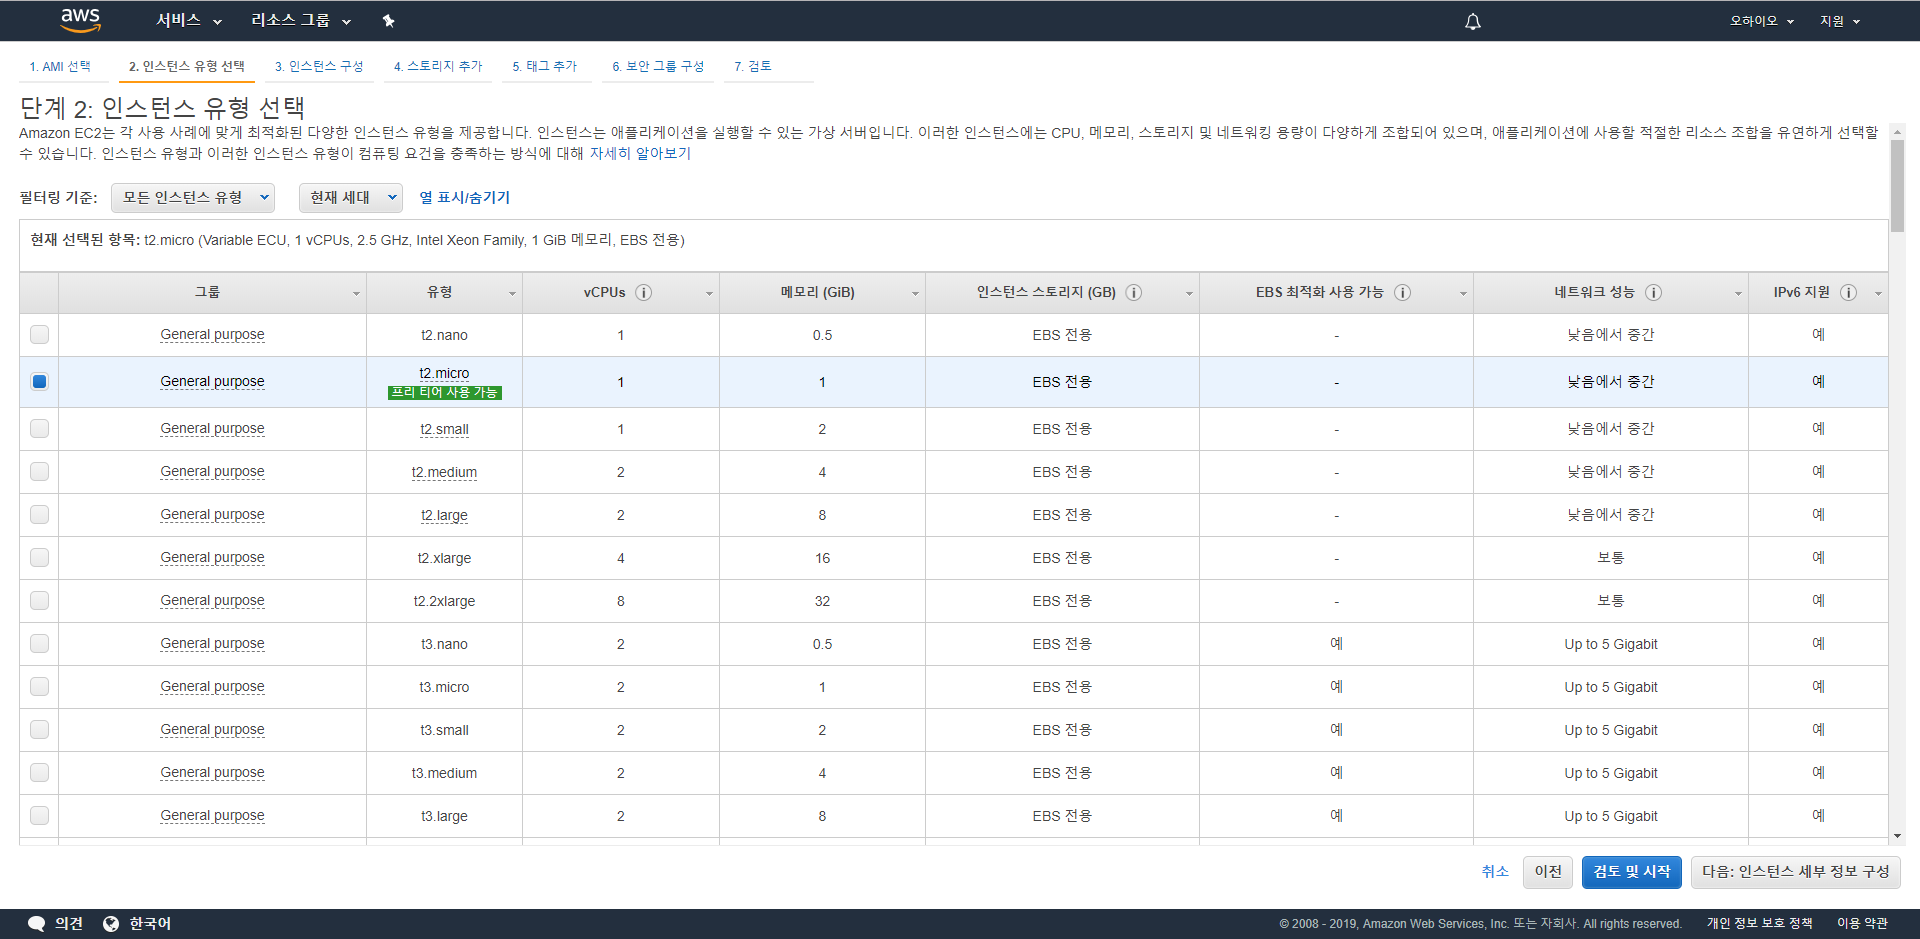 aws 서비스 리소스 그룹 오하이오 지원
1. AMI 선택 2. 인스턴스 유형 선택 3. 인스턴스 구성 4. 스토리지 추가 5. 태그 추가 6. 보안 그룹 구성 7. 검토
단계 2: 인스턴스 유형 선택
Amazon EC2는 각 사용 사례에 맞게 최적화된 다양한 인스턴스 유형을 제공합니다. 인스턴스는 애플리케이션을 실행할 수 있는 가상 서버입니다. 이러한 인스턴스에는 CPU, 메모리, 스토리지 및 네트워킹 용량이 다양하게 조합되어 있으며, 애플리케이션에 사용할 적절한 리소스 조합을 유연하게 선택할
수 있습니다. 인스턴스 유형과 이러한 인스턴스 유형이 컴퓨팅 요건을 충족하는 방식에 대해 자세히 알아보기
필터링 기준: 모든 인스턴스 유형 현재 세대 열 표시/숨기기
현재 선택된 항목: t2.micro (Variable ECU, 1 vCPUs, 2.5 GHz, Intel Xeon Family, 1 GiB 메모리, EBS 전용)
그룹 유형 vCPUs i 메모리 (GiB) 인스턴스 스토리지 (GB) i EBS 최적화 사용 가능 i 네트워크 성능 i IPv6 지원 i
General purpose t2.nano 1 0.5 EBS 전용 - 낮음에서 중간 예
General purpose t2.micro 1 1 EBS 전용 - 낮음에서 중간 예
프리 티어 사용 가능
General purpose t2.small 1 2 EBS 전용 - 낮음에서 중간 예
General purpose t2.medium 2 4 EBS 전용 - 낮음에서 중간 예
General purpose t2.large 2 8 EBS 전용 - 낮음에서 중간 예
General purpose t2.xlarge 4 16 EBS 전용 - 보통 예
General purpose t2.2xlarge 8 32 EBS 전용 - 보통 예
General purpose t3.nano 2 0.5 EBS 전용 예 Up to 5 Gigabit 예
General purpose t3.micro 2 1 EBS 전용 예 Up to 5 Gigabit 예
General purpose t3.small 2 2 EBS 전용 예 Up to 5 Gigabit 예
General purpose t3.medium 2 4 EBS 전용 예 Up to 5 Gigabit 예
General purpose t3.large 2 8 EBS 전용 예 Up to 5 Gigabit 예
취소 이전 검토 및 시작 다음: 인스턴스 세부 정보 구성
의견 한국어 © 2008 - 2019, Amazon Web Services, Inc. 또는 자회사. All rights reserved. 개인 정보 보호 정책 이용 약관